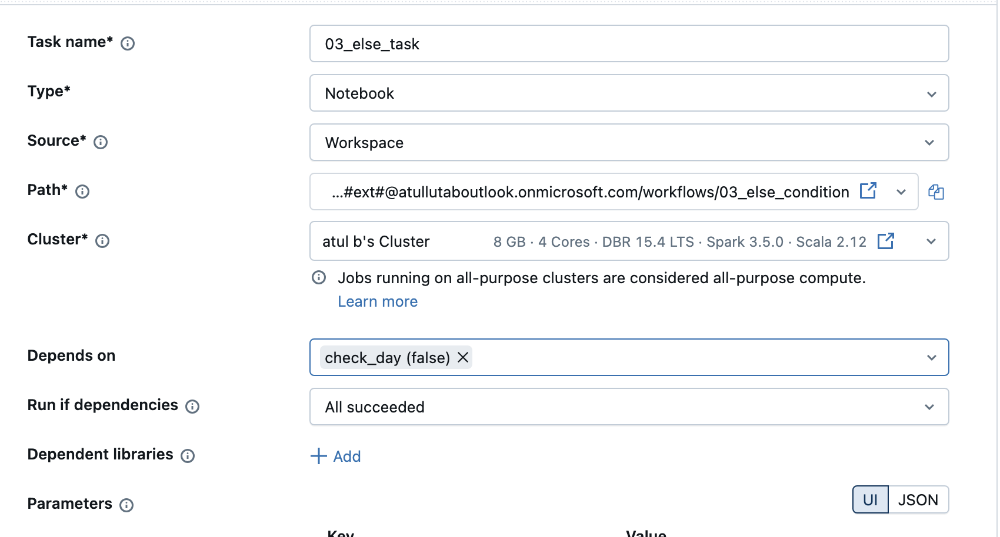 Task name*
03_else_task
Type*
Notebook
Source*
Workspace
Path*
...#ext#@atullutaboutlook.onmicrosoft.com/workflows/03_else_condition
Cluster*
atul b's Cluster 8 GB · 4 Cores · DBR 15.4 LTS · Spark 3.5.0 · Scala 2.12
Jobs running on all-purpose clusters are considered all-purpose compute.
Learn more
Depends on
check_day (false)
Run if dependencies
All succeeded
Dependent libraries
Add
Parameters
UI JSON
Key Value